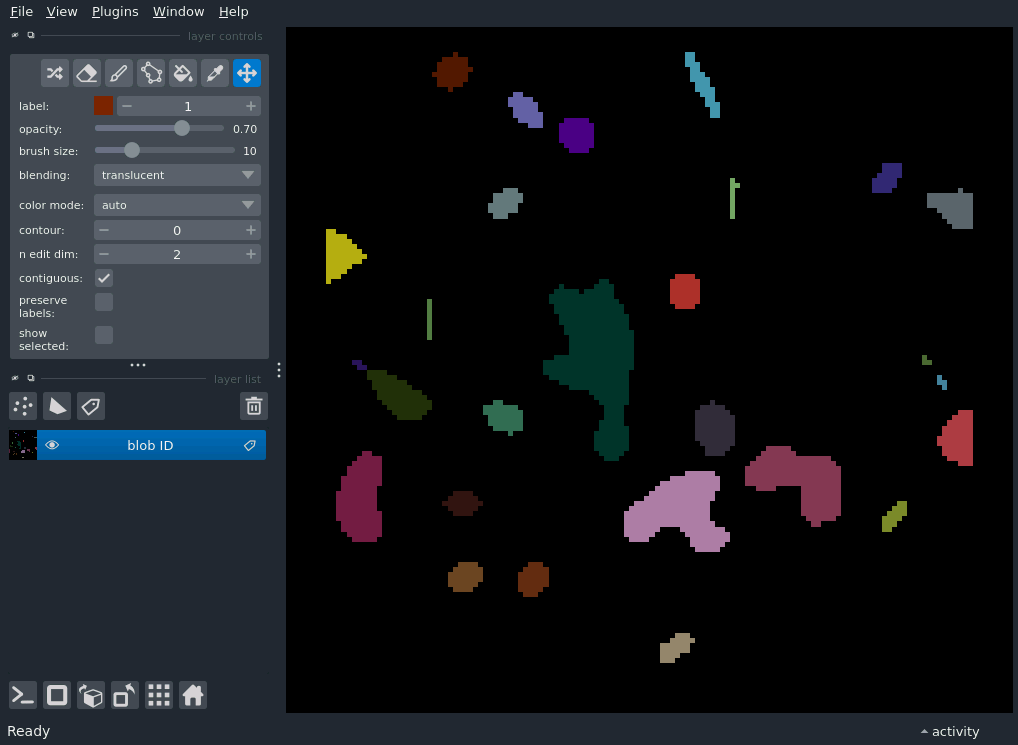 File View Plugins Window Help
layer controls
label: 1
opacity: 0.70
brush size: 10
blending: translucent
color mode: auto
contour: 0
n edit dim: 2
contiguous:
preserve
labels:
show
selected:
layer list
blob ID
Ready
activity